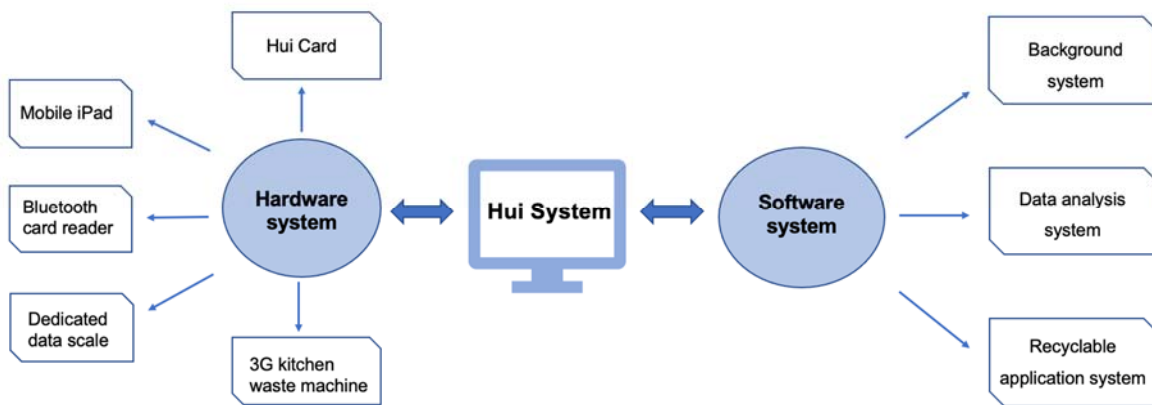 Hui Card
Mobile iPad
Bluetooth
card reader
Dedicated
data scale
3G kitchen
waste machine
Hardware
system
Hui System
Software
system
Background
system
Data analysis
system
Recyclable
application system